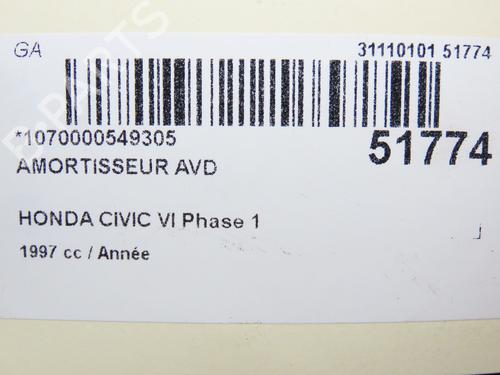 GA
31110101 51774
*1070000549305
51774
AMORTISSEUR AVD
HONDA CIVIC VI Phase 1
1997 cc / Année